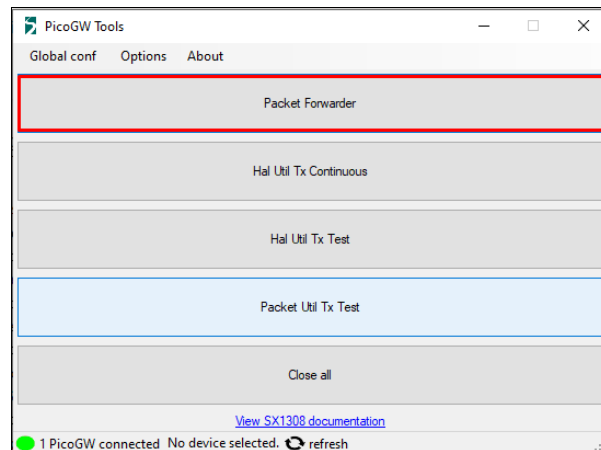 PicoGW Tools
Global conf Options About
Packet Forwarder
Hal Util Tx Continuous
Hal Util Tx Test
Packet Util Tx Test
Close all
View SX1308 documentation
1 PicoGW connected No device selected. refresh